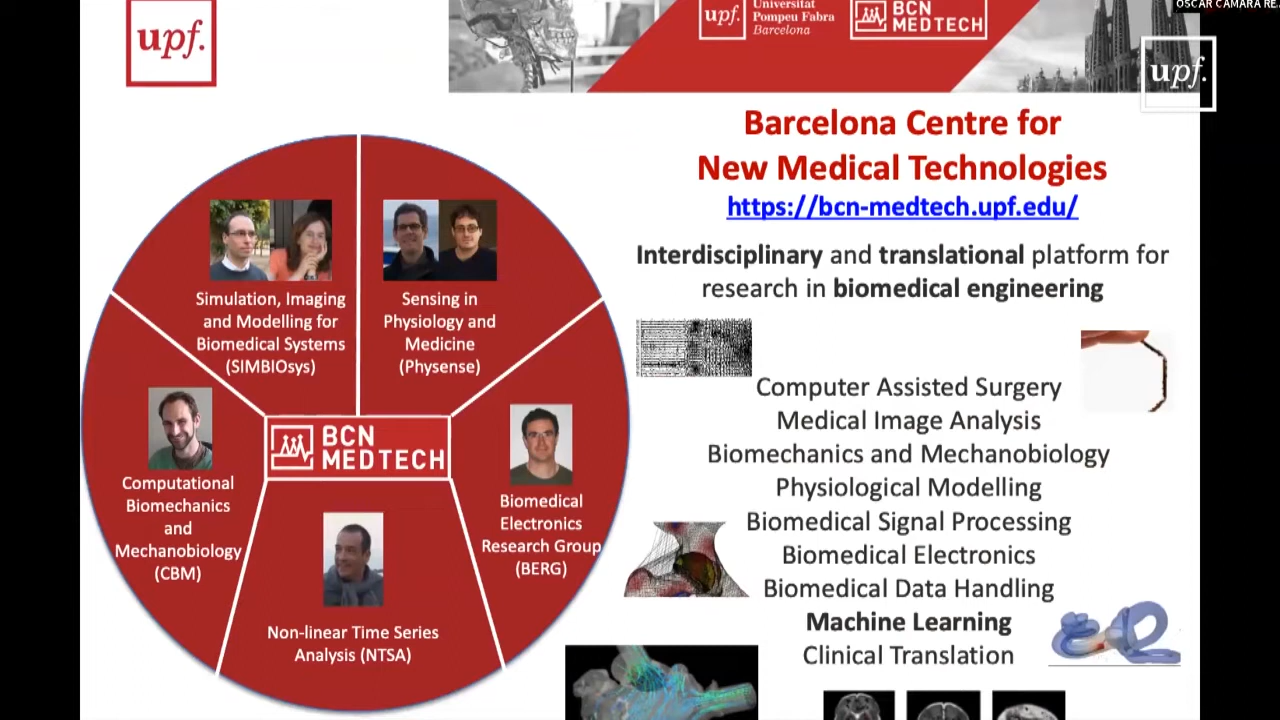 OSCAR CAMARA RE
upf.
upf.
Universitat
Pompeu Fabra
Barcelona
BCN
MEDTECH
upf.
Barcelona Centre for
New Medical Technologies
https://bcn-medtech.upf.edu/
Interdisciplinary and translational platform for
research in biomedical engineering
Simulation, Imaging
and Modelling for
Biomedical Systems
(SIMBIOsys)
Sensing in
Physiology and
Medicine
(Physense)
Computational
Biomechanics
and
Mechanobiology
(CBM)
BCN
MEDTECH
Biomedical
Electronics
Research Group
(BERG)
Non-linear Time Series
Analysis (NTSA)
Computer Assisted Surgery
Medical Image Analysis
Biomechanics and Mechanobiology
Physiological Modelling
Biomedical Signal Processing
Biomedical Electronics
Biomedical Data Handling
Machine Learning
Clinical Translation